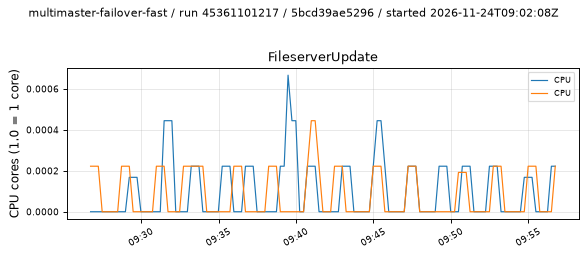 multimaster-failover-fast / run 45361101217 / 5bcd39ae5296 / started 2026-11-24T09:02:08Z
FileserverUpdate
CPU cores (1.0 = 1 core)
0.0006
0.0004
0.0002
0.0000
CPU
CPU
09:30
09:35
09:40
09:45
09:50
09:55